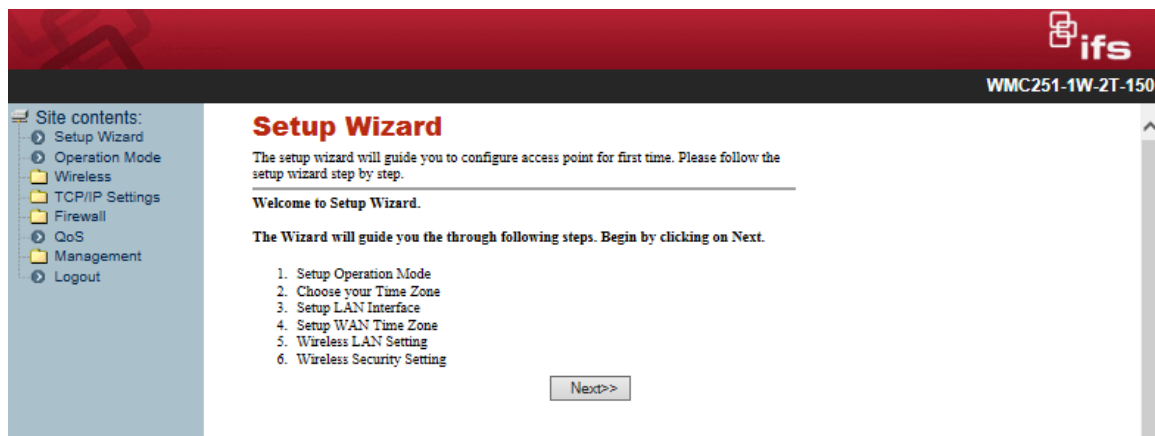 ifs
WMC251-1W-2T-150
Site contents:
Setup Wizard
Operation Mode
Wireless
TCP/IP Settings
Firewall
QoS
Management
Logout
Setup Wizard
The setup wizard will guide you to configure access point for first time. Please follow the
setup wizard step by step.
Welcome to Setup Wizard.
The Wizard will guide you the through following steps. Begin by clicking on Next.
1. Setup Operation Mode
2. Choose your Time Zone
3. Setup LAN Interface
4. Setup WAN Time Zone
5. Wireless LAN Setting
6. Wireless Security Setting
Next>>